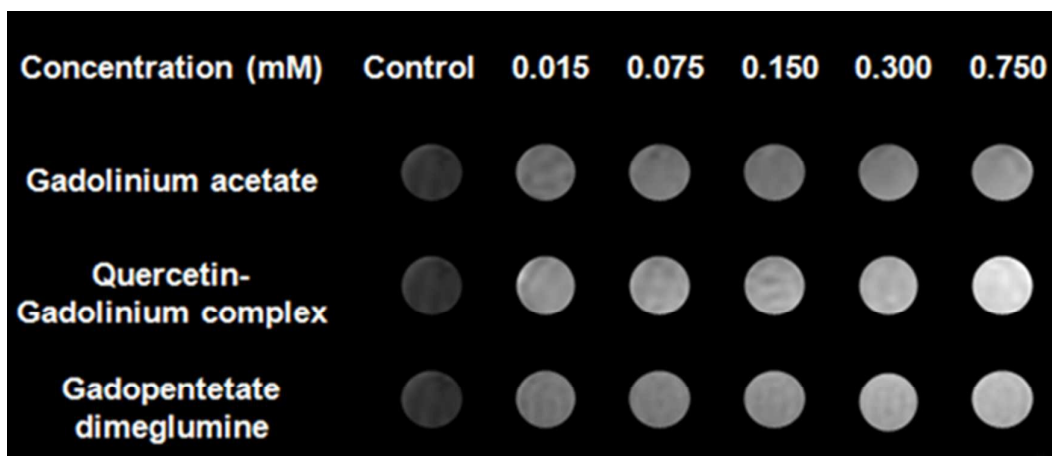 Concentration (mM) Control 0.015 0.075 0.150 0.300 0.750
Gadolinium acetate
Quercetin-
Gadolinium complex
Gadopentetate
dimeglumine